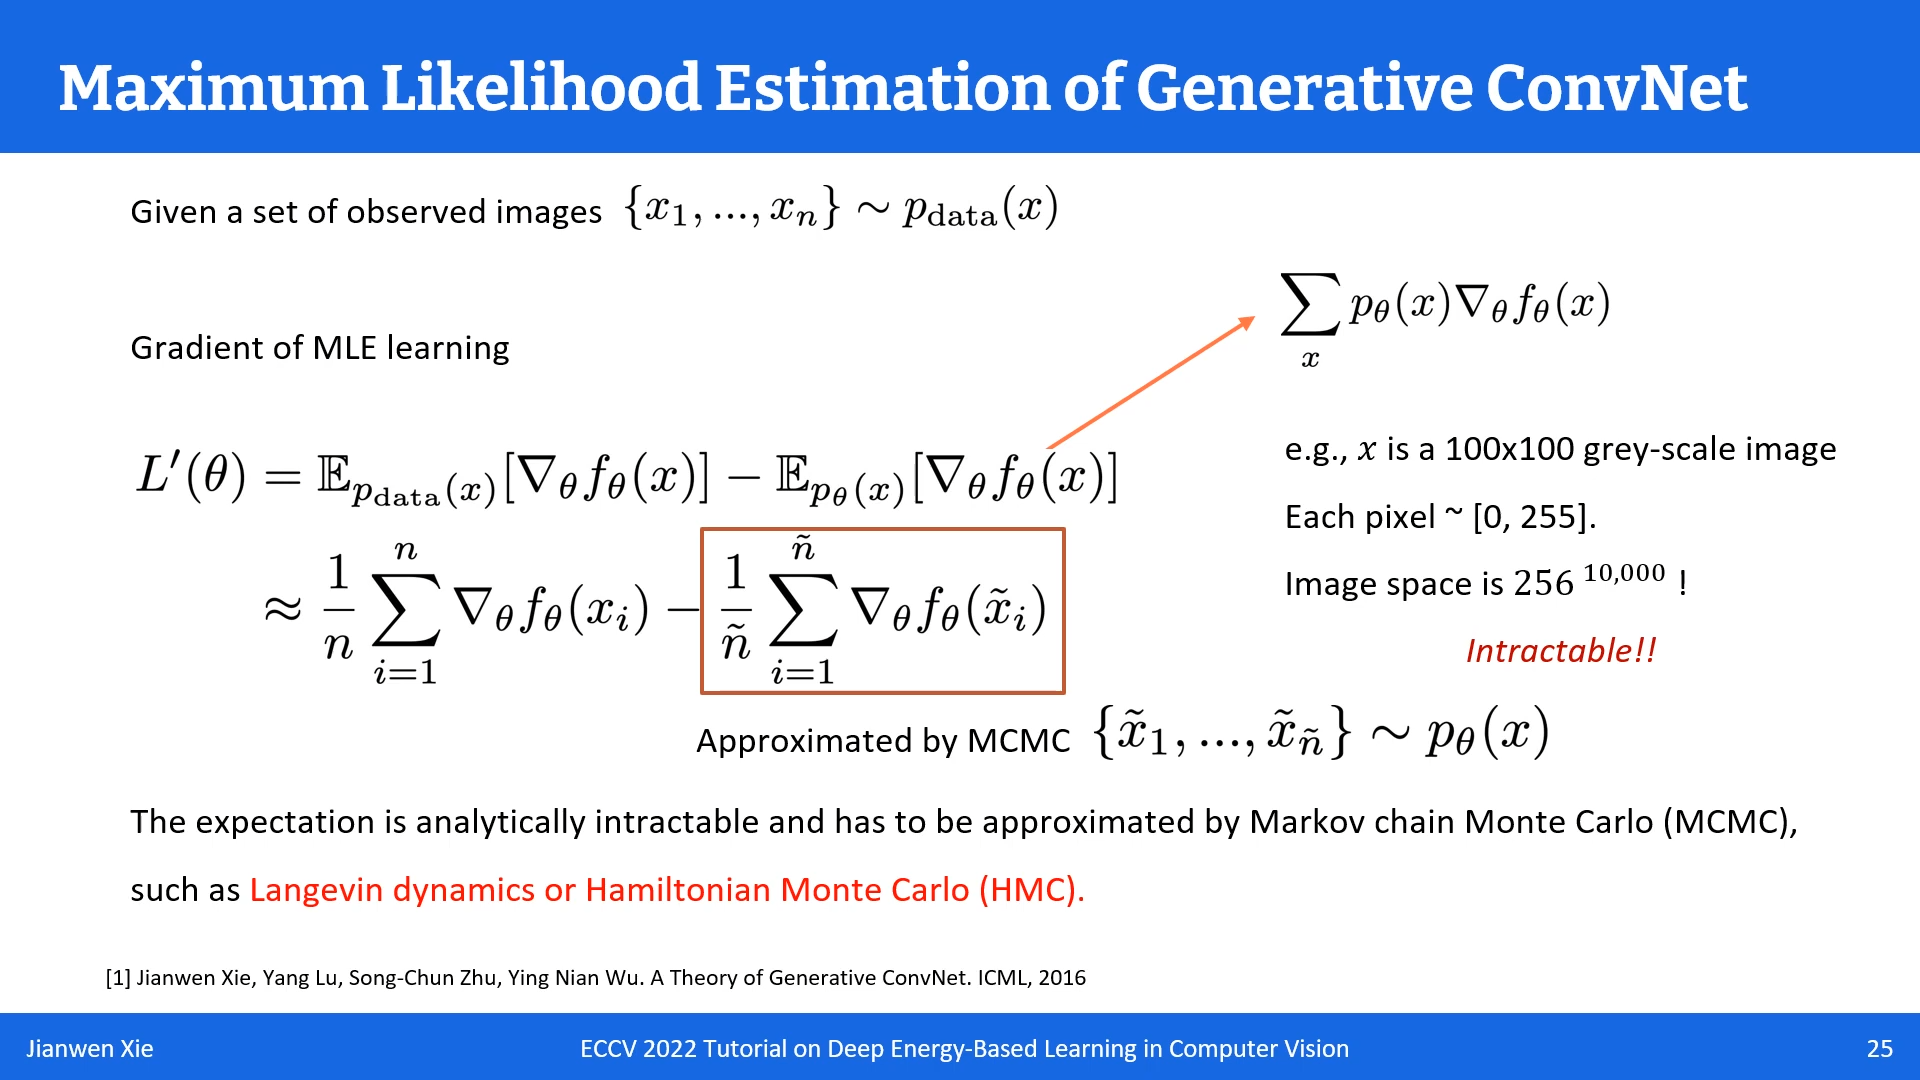 Maximum Likelihood Estimation of Generative ConvNet
Given a set of observed images $\{x_1, ..., x_n\} \sim p_{\text{data}}(x)$
$\sum_{x} p_\theta(x) \nabla_\theta f_\theta(x)$
Gradient of MLE learning
$L'(\theta) = \mathbb{E}_{p_{\text{data}}(x)}[\nabla_\theta f_\theta(x)] - \mathbb{E}_{p_\theta(x)}[\nabla_\theta f_\theta(x)]$
$\approx \frac{1}{n} \sum_{i=1}^{n} \nabla_\theta f_\theta(x_i) - \frac{1}{\tilde{n}} \sum_{i=1}^{\tilde{n}} \nabla_\theta f_\theta(\tilde{x}_i)$
e.g., $x$ is a 100x100 grey-scale image
Each pixel ~ [0, 255].
Image space is $256^{10,000}$ !
Intractable!!
Approximated by MCMC $\{\tilde{x}_1, ..., \tilde{x}_{\tilde{n}}\} \sim p_\theta(x)$
The expectation is analytically intractable and has to be approximated by Markov chain Monte Carlo (MCMC),
such as Langevin dynamics or Hamiltonian Monte Carlo (HMC).
[1] Jianwen Xie, Yang Lu, Song-Chun Zhu, Ying Nian Wu. A Theory of Generative ConvNet. ICML, 2016
Jianwen Xie
ECCV 2022 Tutorial on Deep Energy-Based Learning in Computer Vision
25